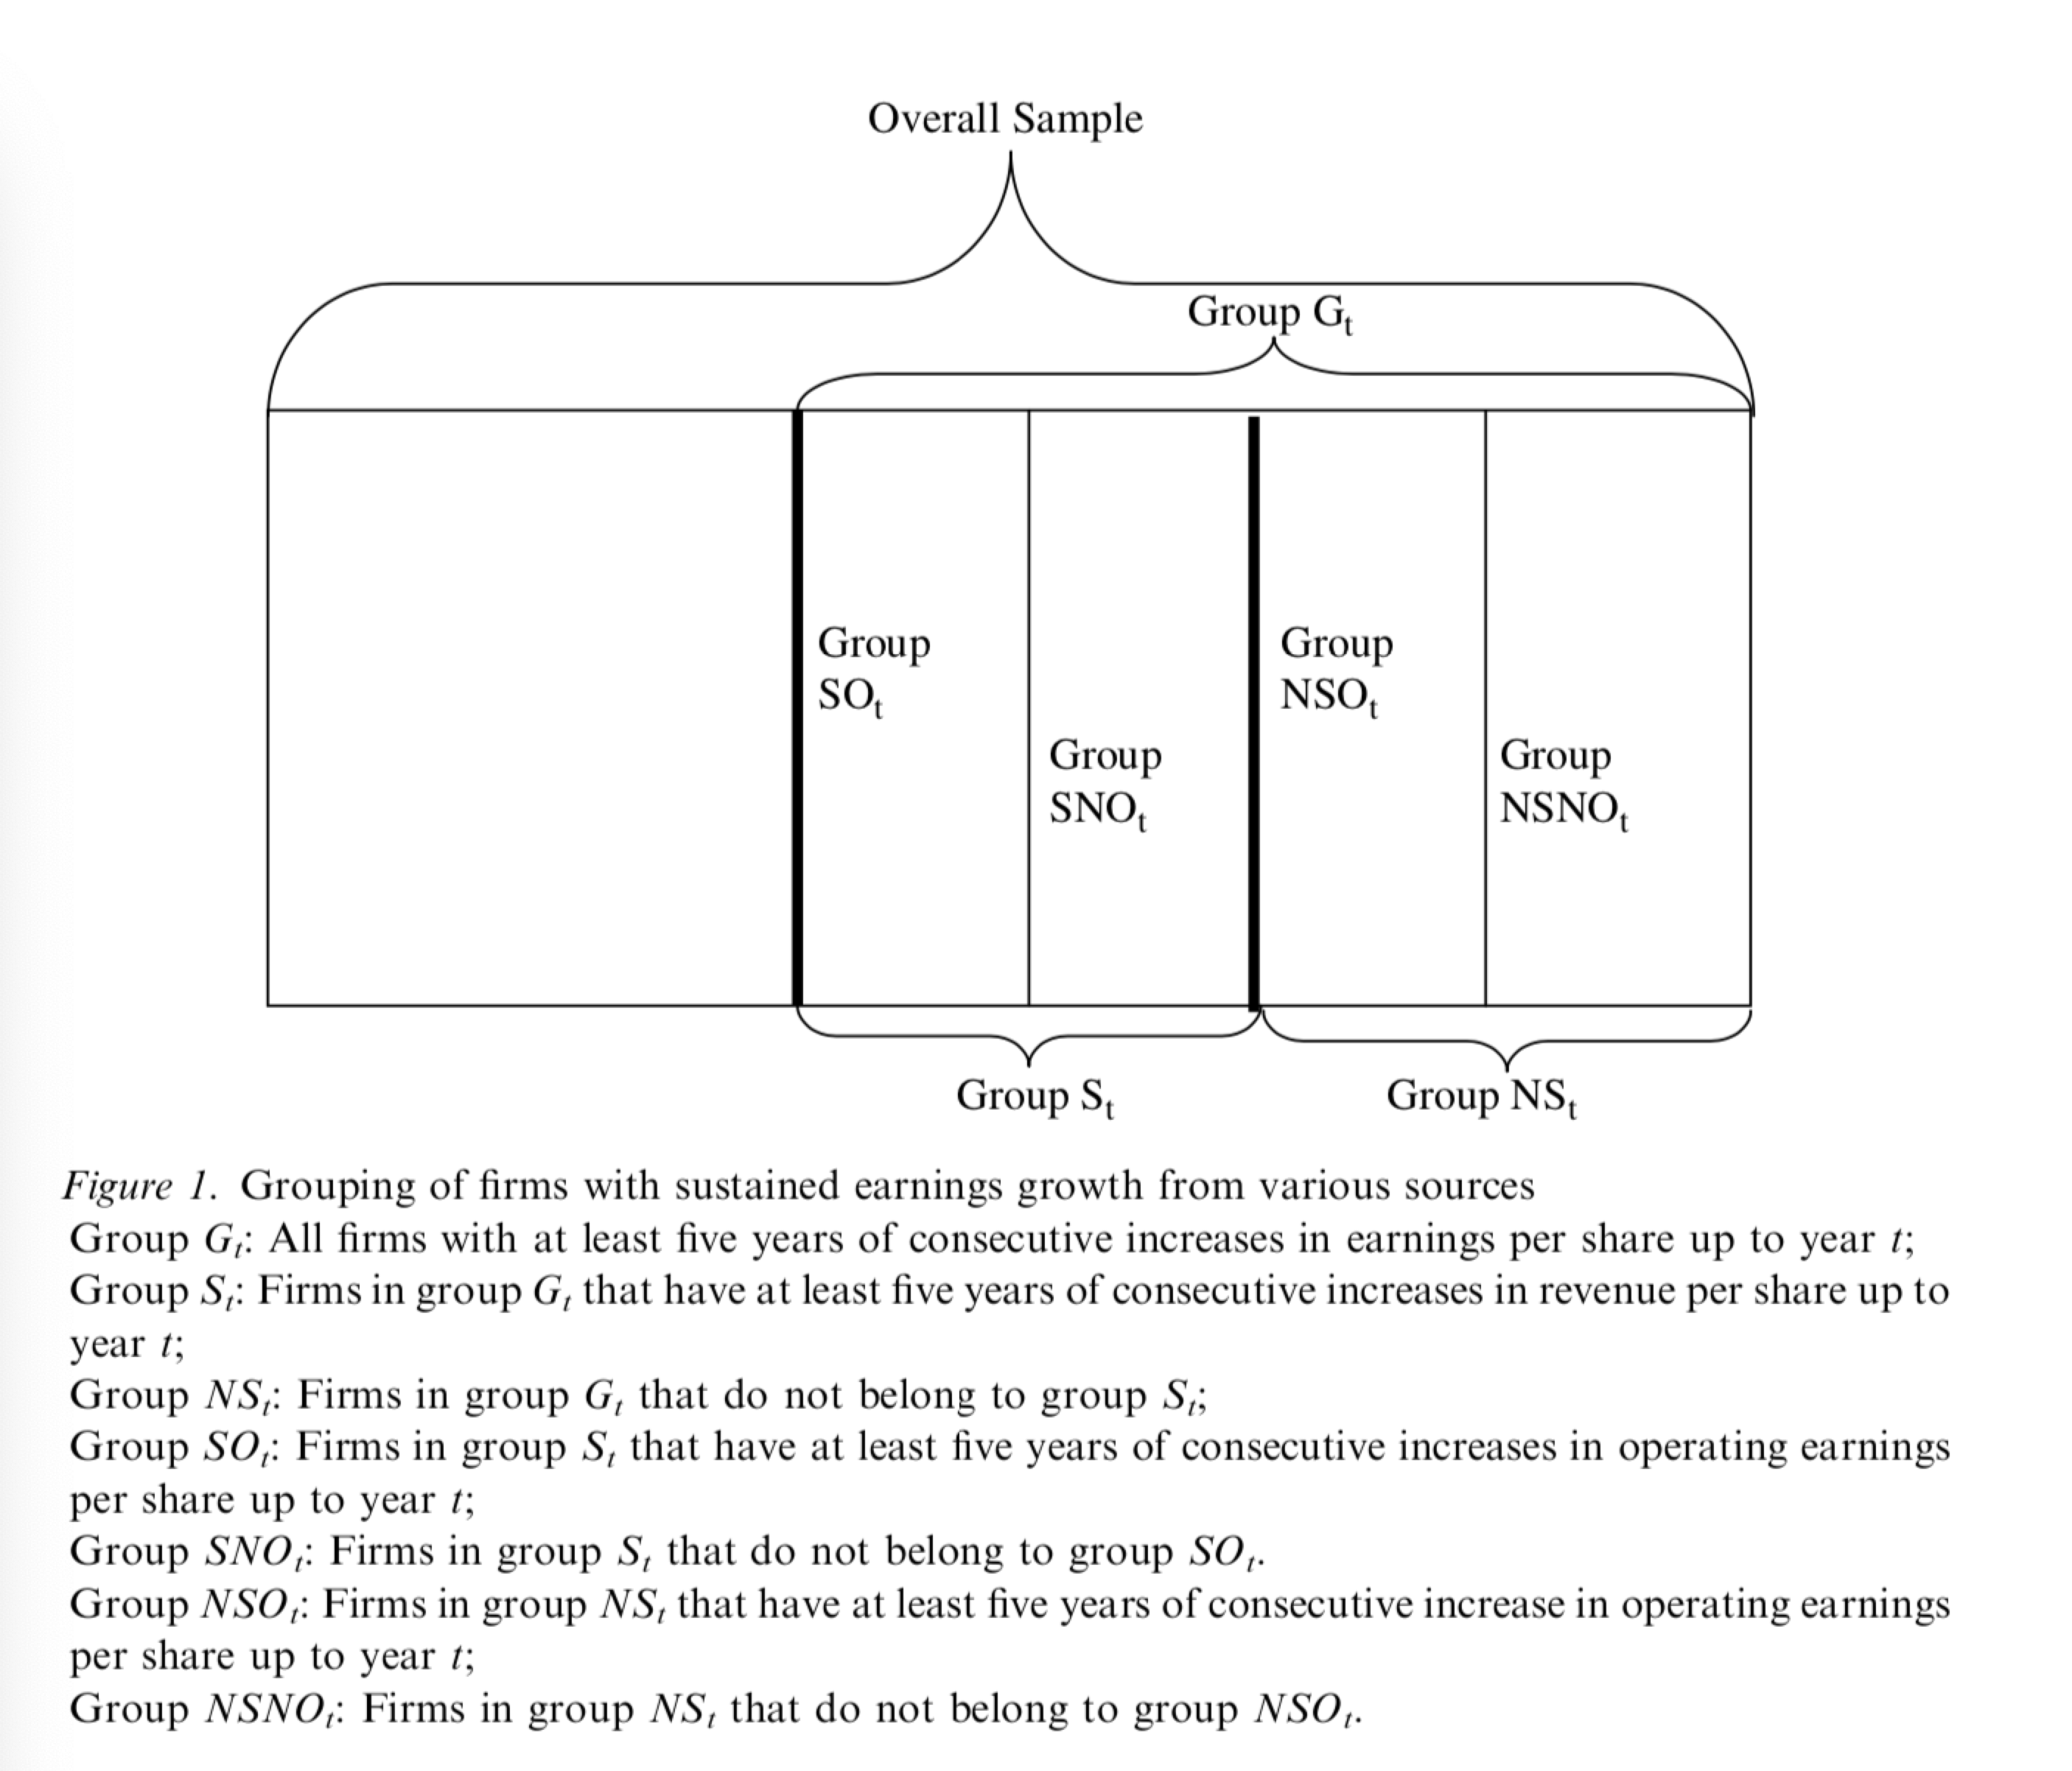 Overall Sample
Group Gt
Group
SOt
Group
SNOt
Group
NSOt
Group
NSNOt
Group St
Group NSt
Figure 1. Grouping of firms with sustained earnings growth from various sources
Group Gt: All firms with at least five years of consecutive increases in earnings per share up to year t;
Group St: Firms in group Gt that have at least five years of consecutive increases in revenue per share up to
year t;
Group NSt: Firms in group Gt that do not belong to group St;
Group SOt: Firms in group St that have at least five years of consecutive increases in operating earnings
per share up to year t;
Group SNOt: Firms in group St that do not belong to group SOt.
Group NSOt: Firms in group NSt that have at least five years of consecutive increase in operating earnings
per share up to year t;
Group NSNOt: Firms in group NSt that do not belong to group NSOt.